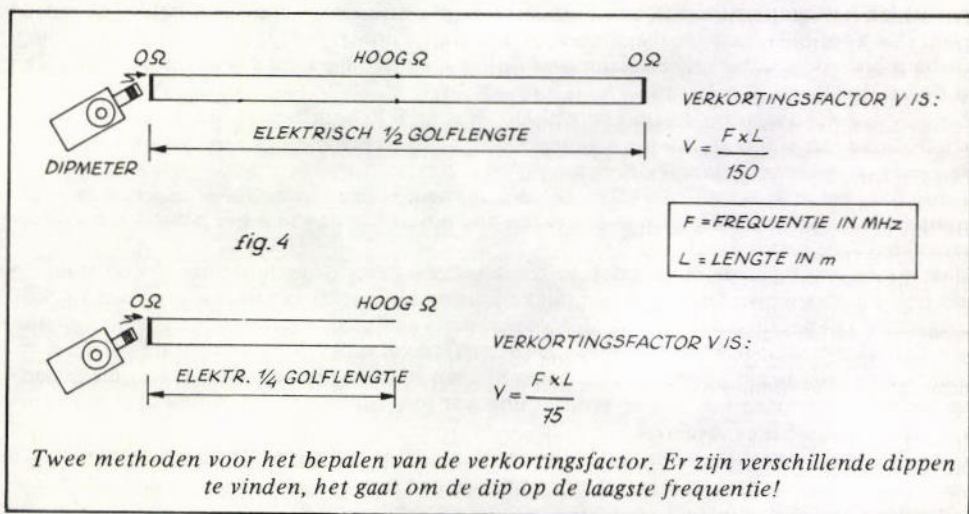 0Ω HOOG Ω 0Ω
DIPMETER
ELEKTRISCH 1/2 GOLFLENGTE
VERKORTINGSFACTOR V IS:
V = F x L
150
F = FREQUENTIE IN MHz
L = LENGTE IN m
fig. 4
0Ω HOOG Ω
ELEKTR. 1/4 GOLFLENGTE
VERKORTINGSFACTOR V IS:
V = F x L
75
Twee methoden voor het bepalen van de verkortingsfactor. Er zijn verschillende dippen
te vinden, het gaat om de dip op de laagste frequentie!